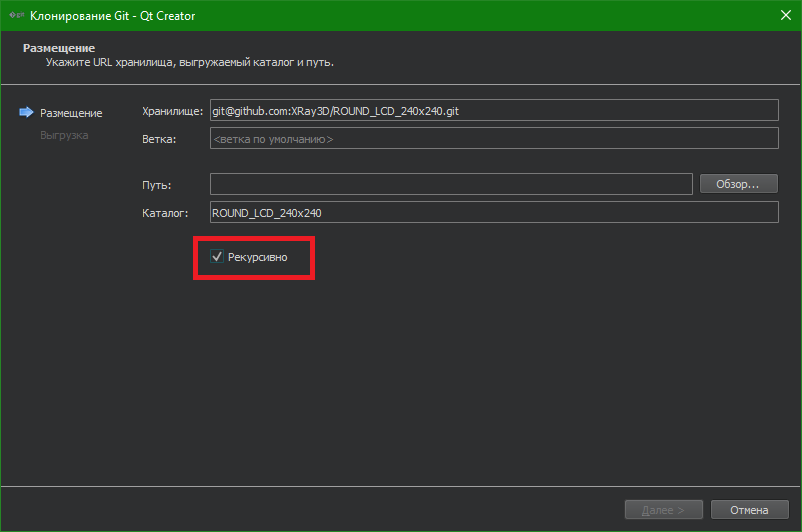 Клонирование Git - Qt Creator
Размещение
Укажите URL хранилища, выгружаемый каталог и путь.
Размещение
Выгрузка
Хранилище: git@github.com:XRay3D/ROUND_LCD_240x240.git
Ветка: <ветка по умолчанию>
Путь: Обзор...
Каталог: ROUND_LCD_240x240
Рекурсивно
Далее > Отмена